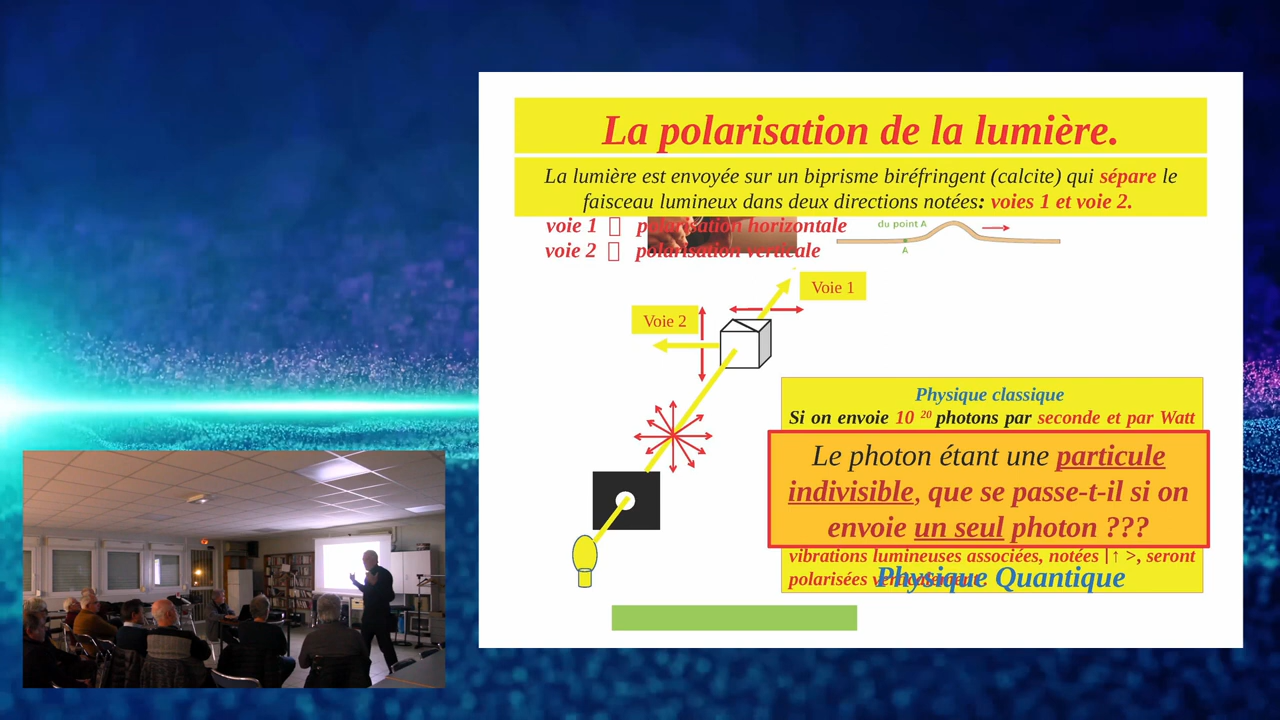 La polarisation de la lumière.
La lumière est envoyée sur un biprisme biréfringent (calcite) qui sépare le
faisceau lumineux dans deux directions notées: voies 1 et voie 2.
voie 1 polarisation horizontale
voie 2 polarisation verticale
du point A
A
Voie 1
Voie 2
Physique classique
Si on envoie 10 20 photons par seconde et par Watt
Le photon étant une particule
indivisible, que se passe-t-il si on
envoie un seul photon ???
vibrations lumineuses associées, notées |↑ >, seront
polarisées
Physique Quantique